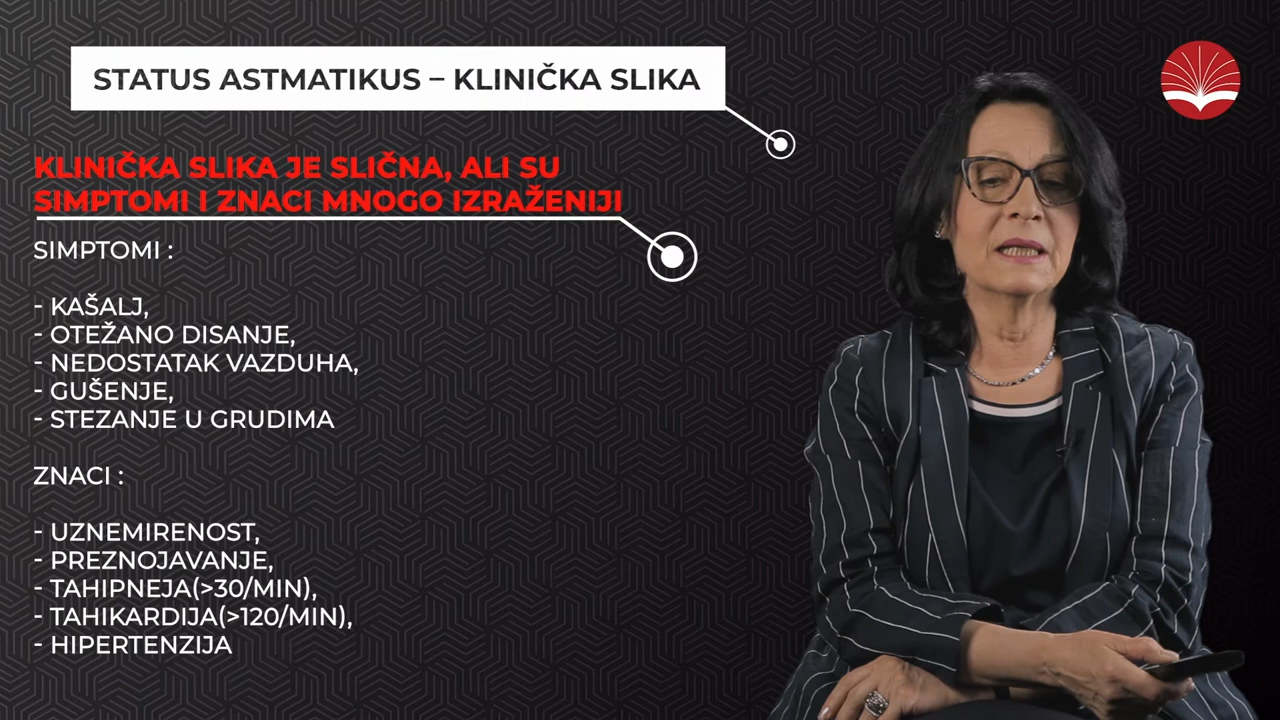 STATUS ASTMATIKUS – KLINIČKA SLIKA
KLINIČKA SLIKA JE SLIČNA, ALI SU
SIMPTOMI I ZNACI MNOGO IZRAŽENIJI
SIMPTOMI :
- KAŠALJ,
- OTEŽANO DISANJE,
- NEDOSTATAK VAZDUHA,
- GUŠENJE,
- STEZANJE U GRUDIMA
ZNACI :
- UZNEMIRENOST,
- PREZNOJAVANJE,
- TAHIPNEJA(>30/MIN),
- TAHIKARDIJA(>120/MIN),
- HIPERTENZIJA